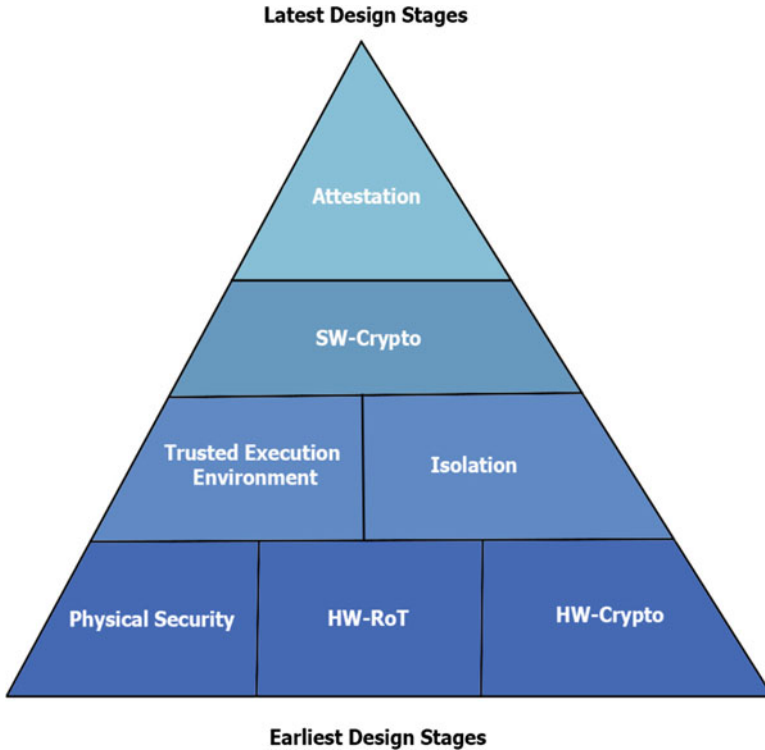 Latest Design Stages
Attestation
SW-Crypto
Trusted Execution
Environment
Isolation
Physical Security
HW-RoT
HW-Crypto
Earliest Design Stages